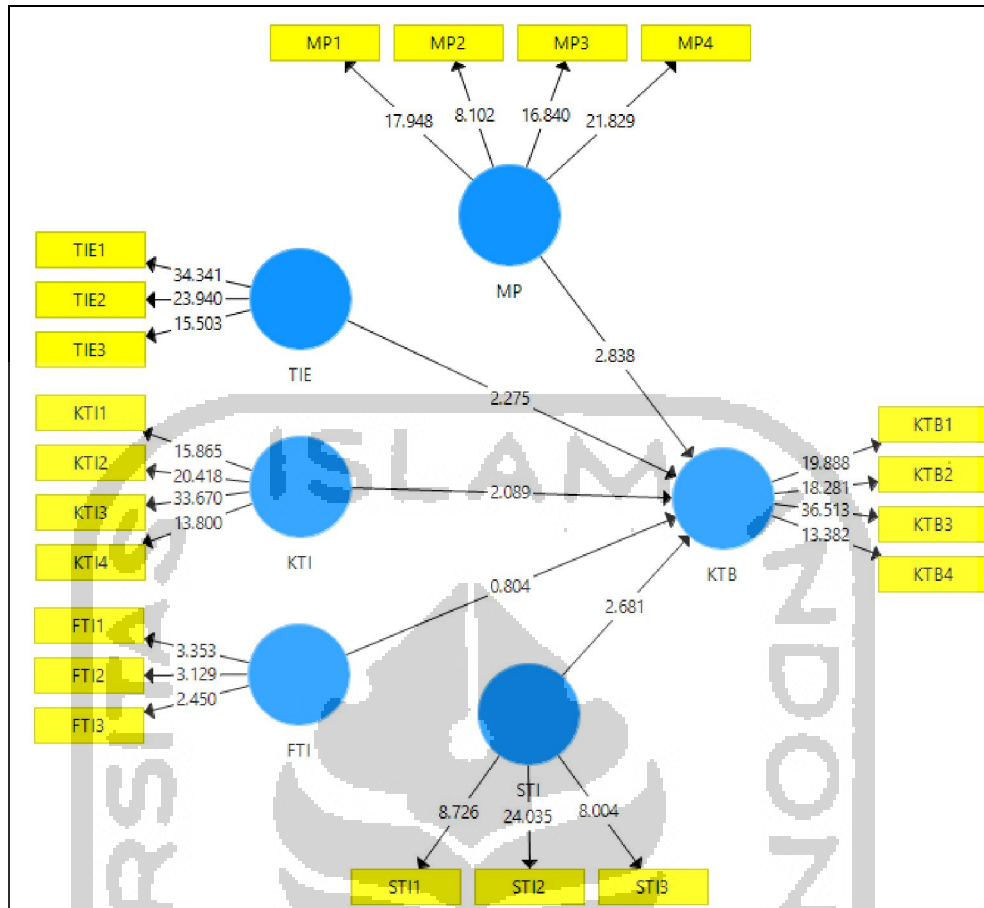 MP1 MP2 MP3 MP4
17.948 8.102 16.840 21.829
MP
TIE1
TIE2
TIE3
34.341
23.940
15.503
TIE
2.838
2.275
KTI1
KTI2
KTI3
KTI4
15.865
20.418
33.670
13.800
KTI
2.089
KTB1
KTB2
KTB3
KTB4
19.888
18.281
36.513
13.382
KTB
0.804
2.681
FTI1
FTI2
FTI3
3.353
3.129
2.450
FTI
STI
8.726 24.035 8.004
STI1 STI2 STI3
ISLAM